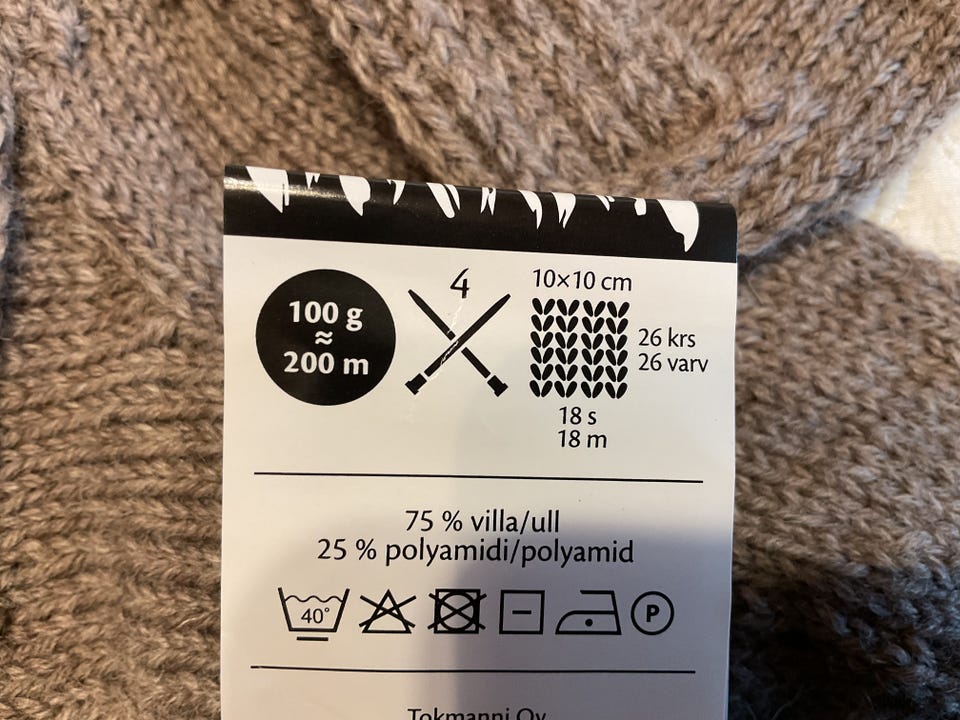 100 g
≈
200 m
4
10×10 cm
26 krs
26 varv
18 s
18 m
75 % villa/ull
25 % polyamidi/polyamid
40°
P
Tokmanni Oy